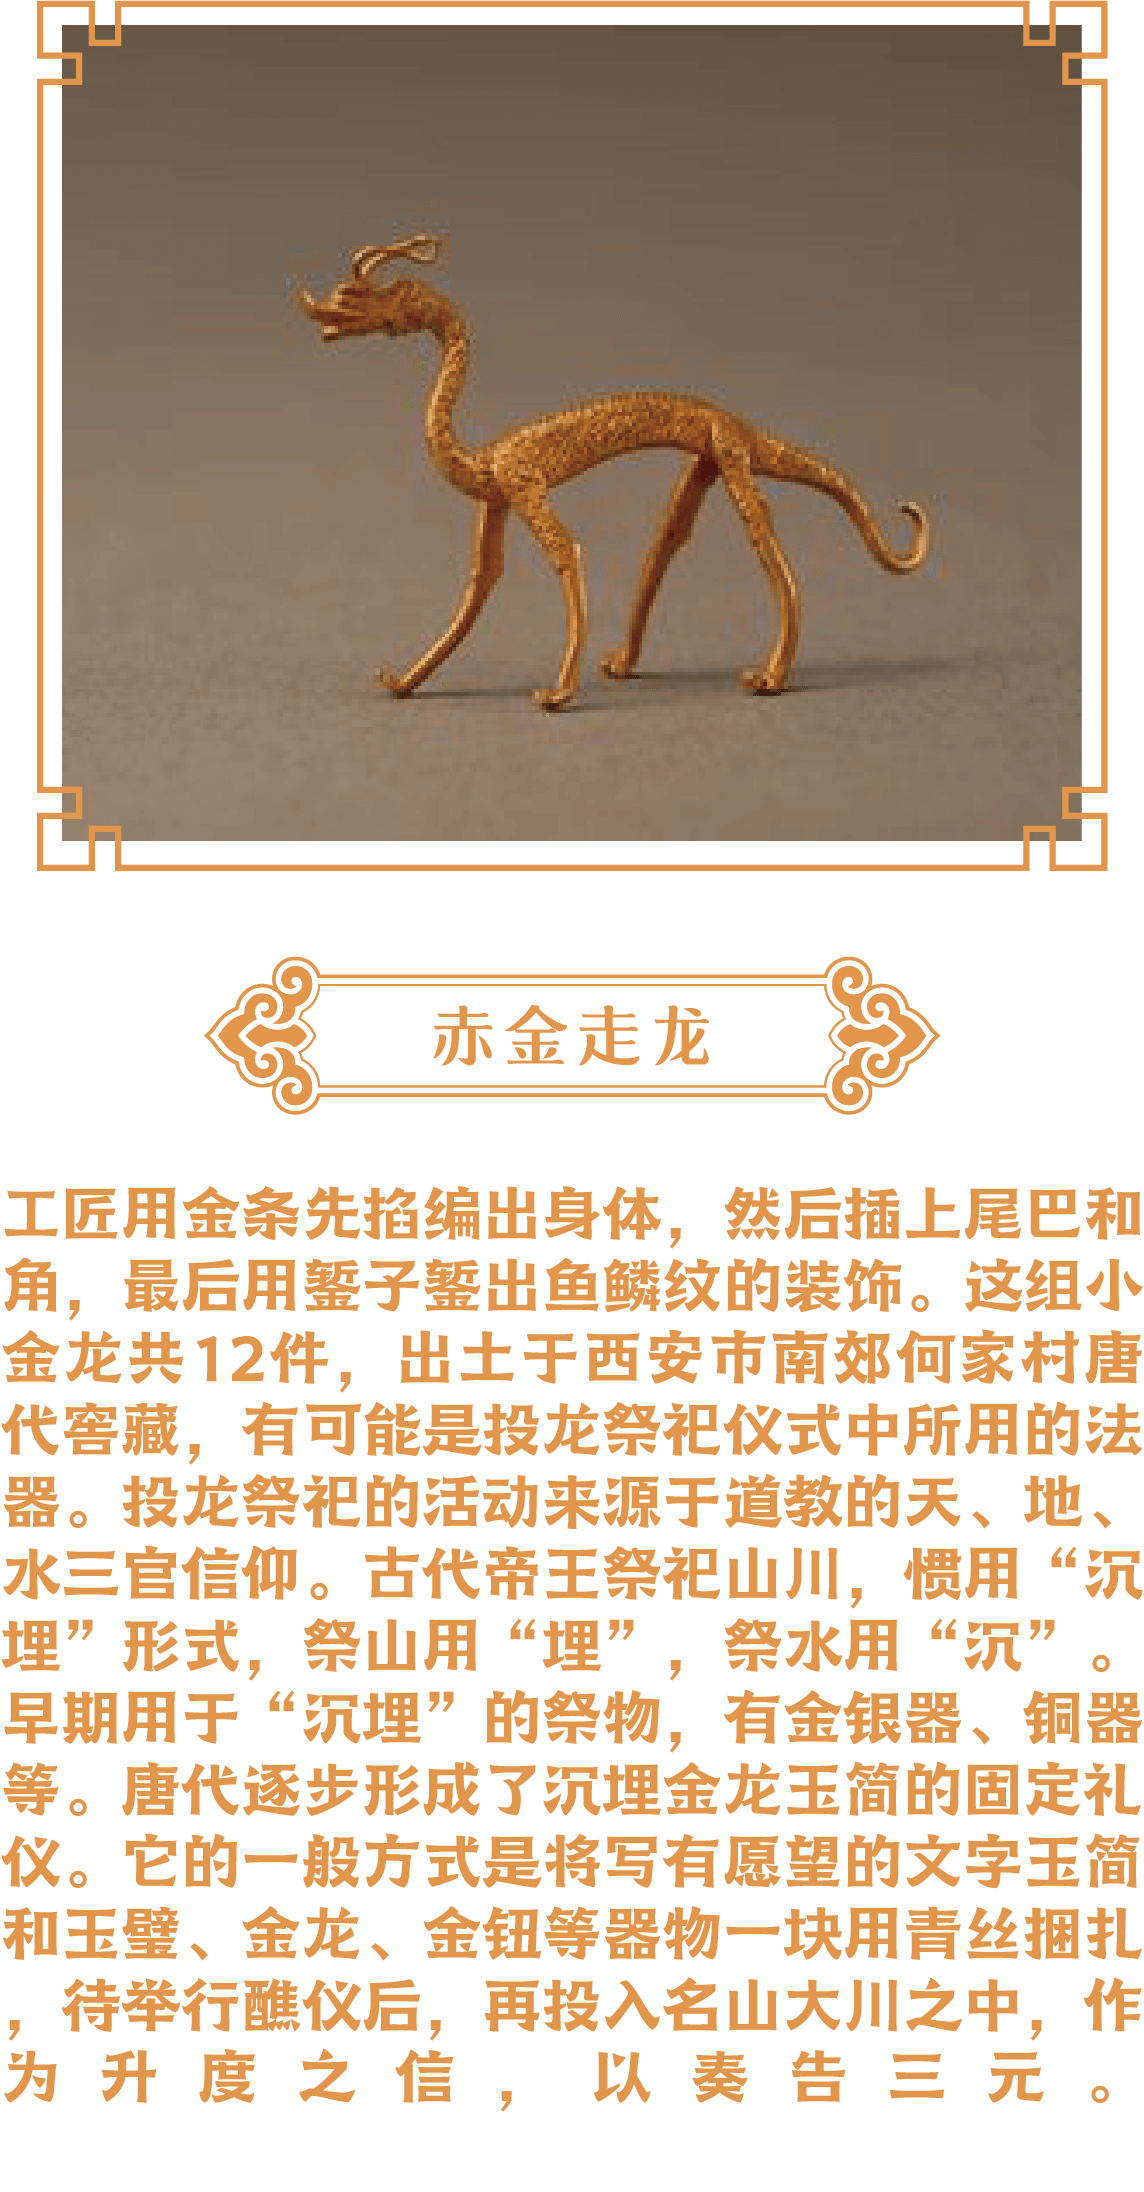 赤金走龙
工匠用金条先掐编出身体，然后插上尾巴和
角，最后用錾子錾出鱼鳞纹的装饰。这组小
金龙共12件，出土于西安市南郊何家村唐
代窖藏，有可能是投龙祭祀仪式中所用的法
器。投龙祭祀的活动来源于道教的天、地、
水三官信仰。古代帝王祭祀山川，惯用“沉
埋”形式，祭山用“埋”，祭水用“沉”。
早期用于“沉埋”的祭物，有金银器、铜器
等。唐代逐步形成了沉埋金龙玉简的固定礼
仪。它的一般方式是将写有愿望的文字玉简
和玉璧、金龙、金钮等器物一块用青丝捆扎
，待举行醮仪后，再投入名山大川之中，作
为升度之信，以奏告三元。